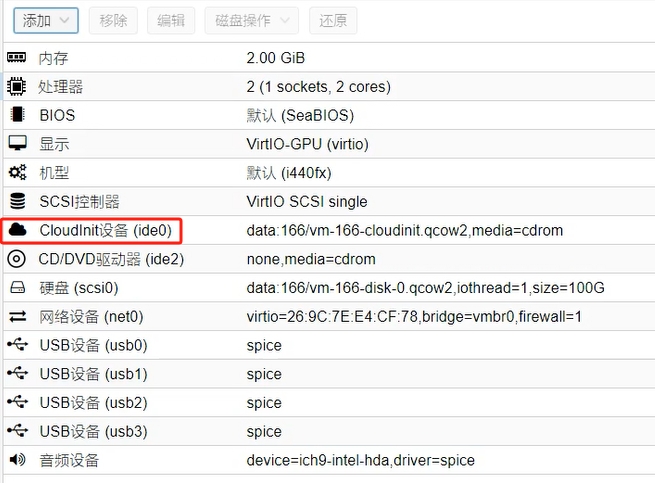 添加 移除 编辑 磁盘操作 还原
内存 2.00 GiB
处理器 2 (1 sockets, 2 cores)
BIOS 默认 (SeaBIOS)
显示 VirtIO-GPU (virtio)
机型 默认 (i440fx)
SCSI控制器 VirtIO SCSI single
CloudInit设备 (ide0) data:166/vm-166-cloudinit.qcow2,media=cdrom
CD/DVD驱动器 (ide2) none,media=cdrom
硬盘 (scsi0) data:166/vm-166-disk-0.qcow2,iothread=1,size=100G
网络设备 (net0) virtio=26:9C:7E:E4:CF:78,bridge=vmbr0,firewall=1
USB设备 (usb0) spice
USB设备 (usb1) spice
USB设备 (usb2) spice
USB设备 (usb3) spice
音频设备 device=ich9-intel-hda,driver=spice